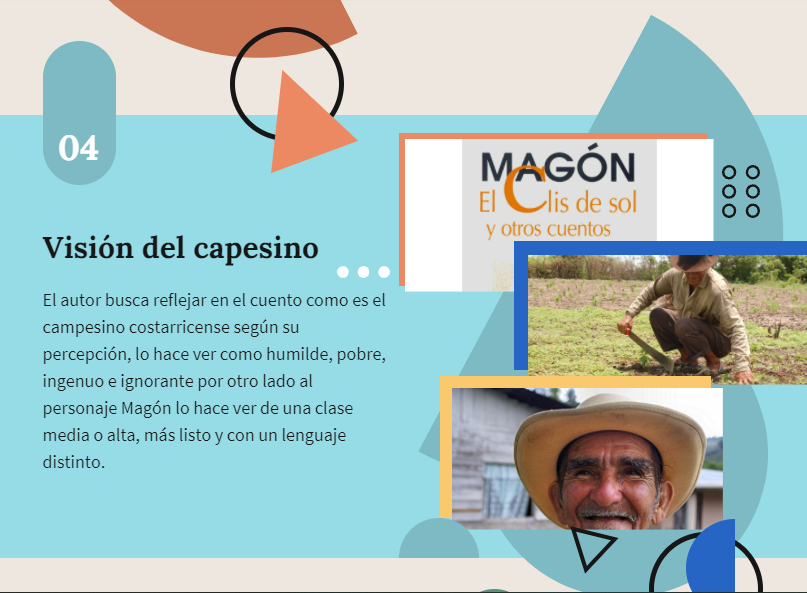 04
Visión del capesino
El autor busca reflejar en el cuento como es el
campesino costarricense según su
percepción, lo hace ver como humilde, pobre,
ingenuo e ignorante por otro lado al
personaje Magón lo hace ver de una clase
media o alta, más listo y con un lenguaje
distinto.
MAGÓN
El Clis de sol
y otros cuentos